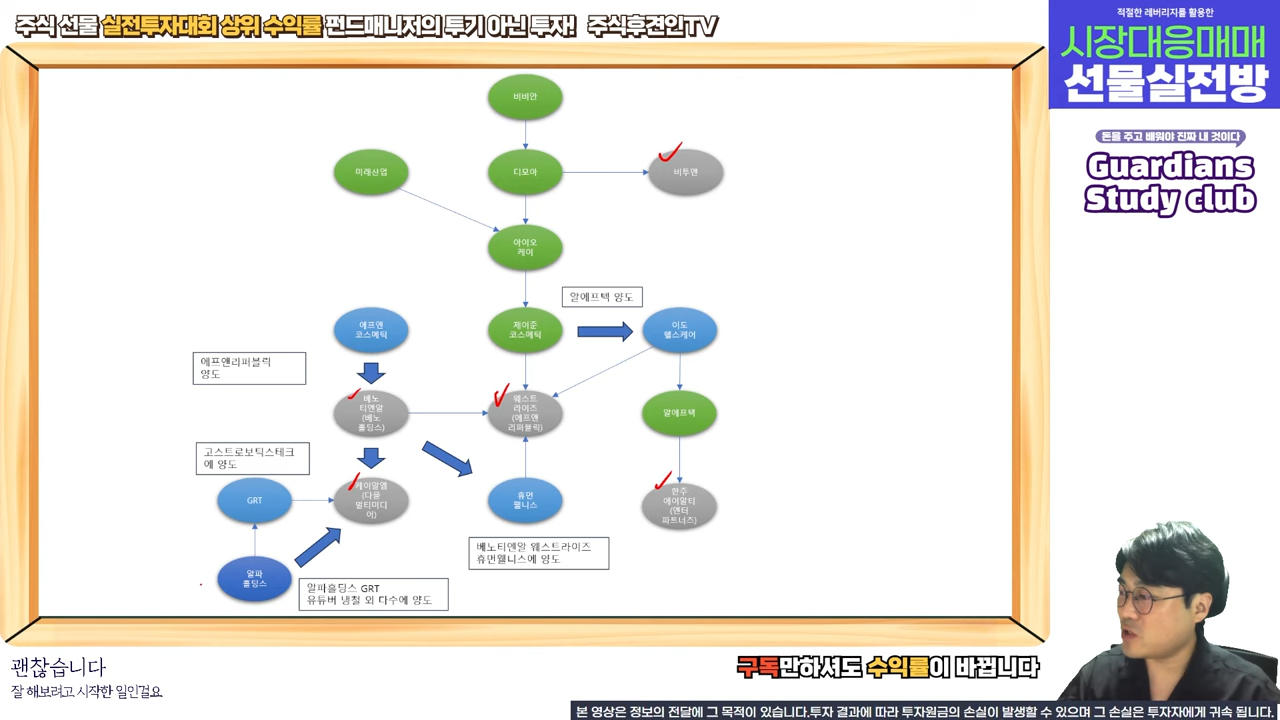 주식 선물 실전투자대회 상위 수익률 펀드매니저의 투기 아닌 투자! 주식후견인TV
적절한 레버리지를 활용한
시장대응매매
선물실전방
돈을 주고 배워야 진짜 내 것이다
Guardians
Study club
비비안
미래산업
디모아
비투맨
아이오
케이
알에프텍 양도
에프앤
코스메틱
제이준
코스메틱
이도
헬스케어
에프앤리퍼블릭
양도
베노
티앤알
(베노
홀딩스)
웨스트
라이즈
(에프앤
리퍼블릭)
알에프텍
고스트로보틱스테크
에 양도
GRT
케이알엠
(다믈
멀티미디
어)
휴먼
웰니스
한주
에이알티
(앤터
파트너즈)
베노티앤알 웨스트라이즈
휴먼웰니스에 양도
알파
홀딩스
알파홀딩스 GRT
유튜버 냉철 외 다수에 양도
괜찮습니다
잘 해보려고 시작한 일인걸요
구독만하셔도 수익률이 바뀝니다
본 영상은 정보의 전달에 그 목적이 있습니다.투자 결과에 따라 투자원금의 손실이 발생할 수 있으며 그 손실은 투자자에게 귀속 됩니다.